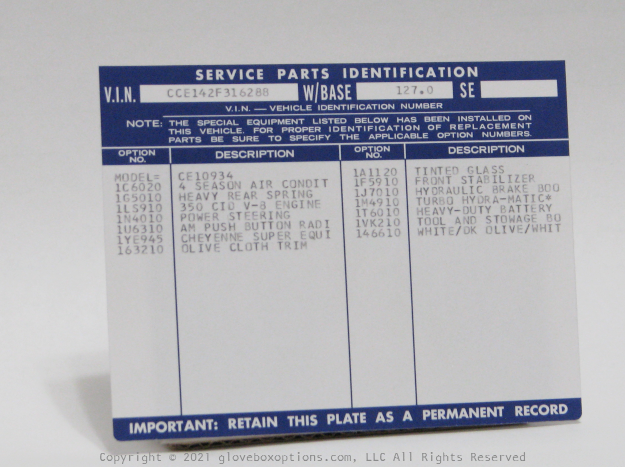 SERVICE PARTS IDENTIFICATION
V.I.N. CCE142F316288 W/BASE 127.0 SE
V.I.N. — VEHICLE IDENTIFICATION NUMBER
NOTE: THE SPECIAL EQUIPMENT LISTED BELOW HAS BEEN INSTALLED ON
THIS VEHICLE. FOR PROPER IDENTIFICATION OF REPLACEMENT
PARTS BE SURE TO SPECIFY THE APPLICABLE OPTION NUMBERS.
OPTION NO. DESCRIPTION OPTION NO. DESCRIPTION
MODEL= CE10934
1C6020 4 SEASON AIR CONDIT
1G5010 HEAVY REAR SPRING
1LS910 350 CID V-8 ENGINE
1N4010 POWER STEERING
1U6310 AM PUSH BUTTON RADI
1YE945 CHEYENNE SUPER EQUI
163210 OLIVE CLOTH TRIM
1A1120 TINTED GLASS
1F5910 FRONT STABILIZER
1J7010 HYDRAULIC BRAKE BOO
1M4910 TURBO HYDRA-MATIC*
1T6010 HEAVY-DUTY BATTERY
1VK210 TOOL AND STOWAGE BO
146610 WHITE/DK OLIVE/WHIT
IMPORTANT: RETAIN THIS PLATE AS A PERMANENT RECORD
Copyright © 2021 gloveboxoptions.com, LLC All Rights Reserved